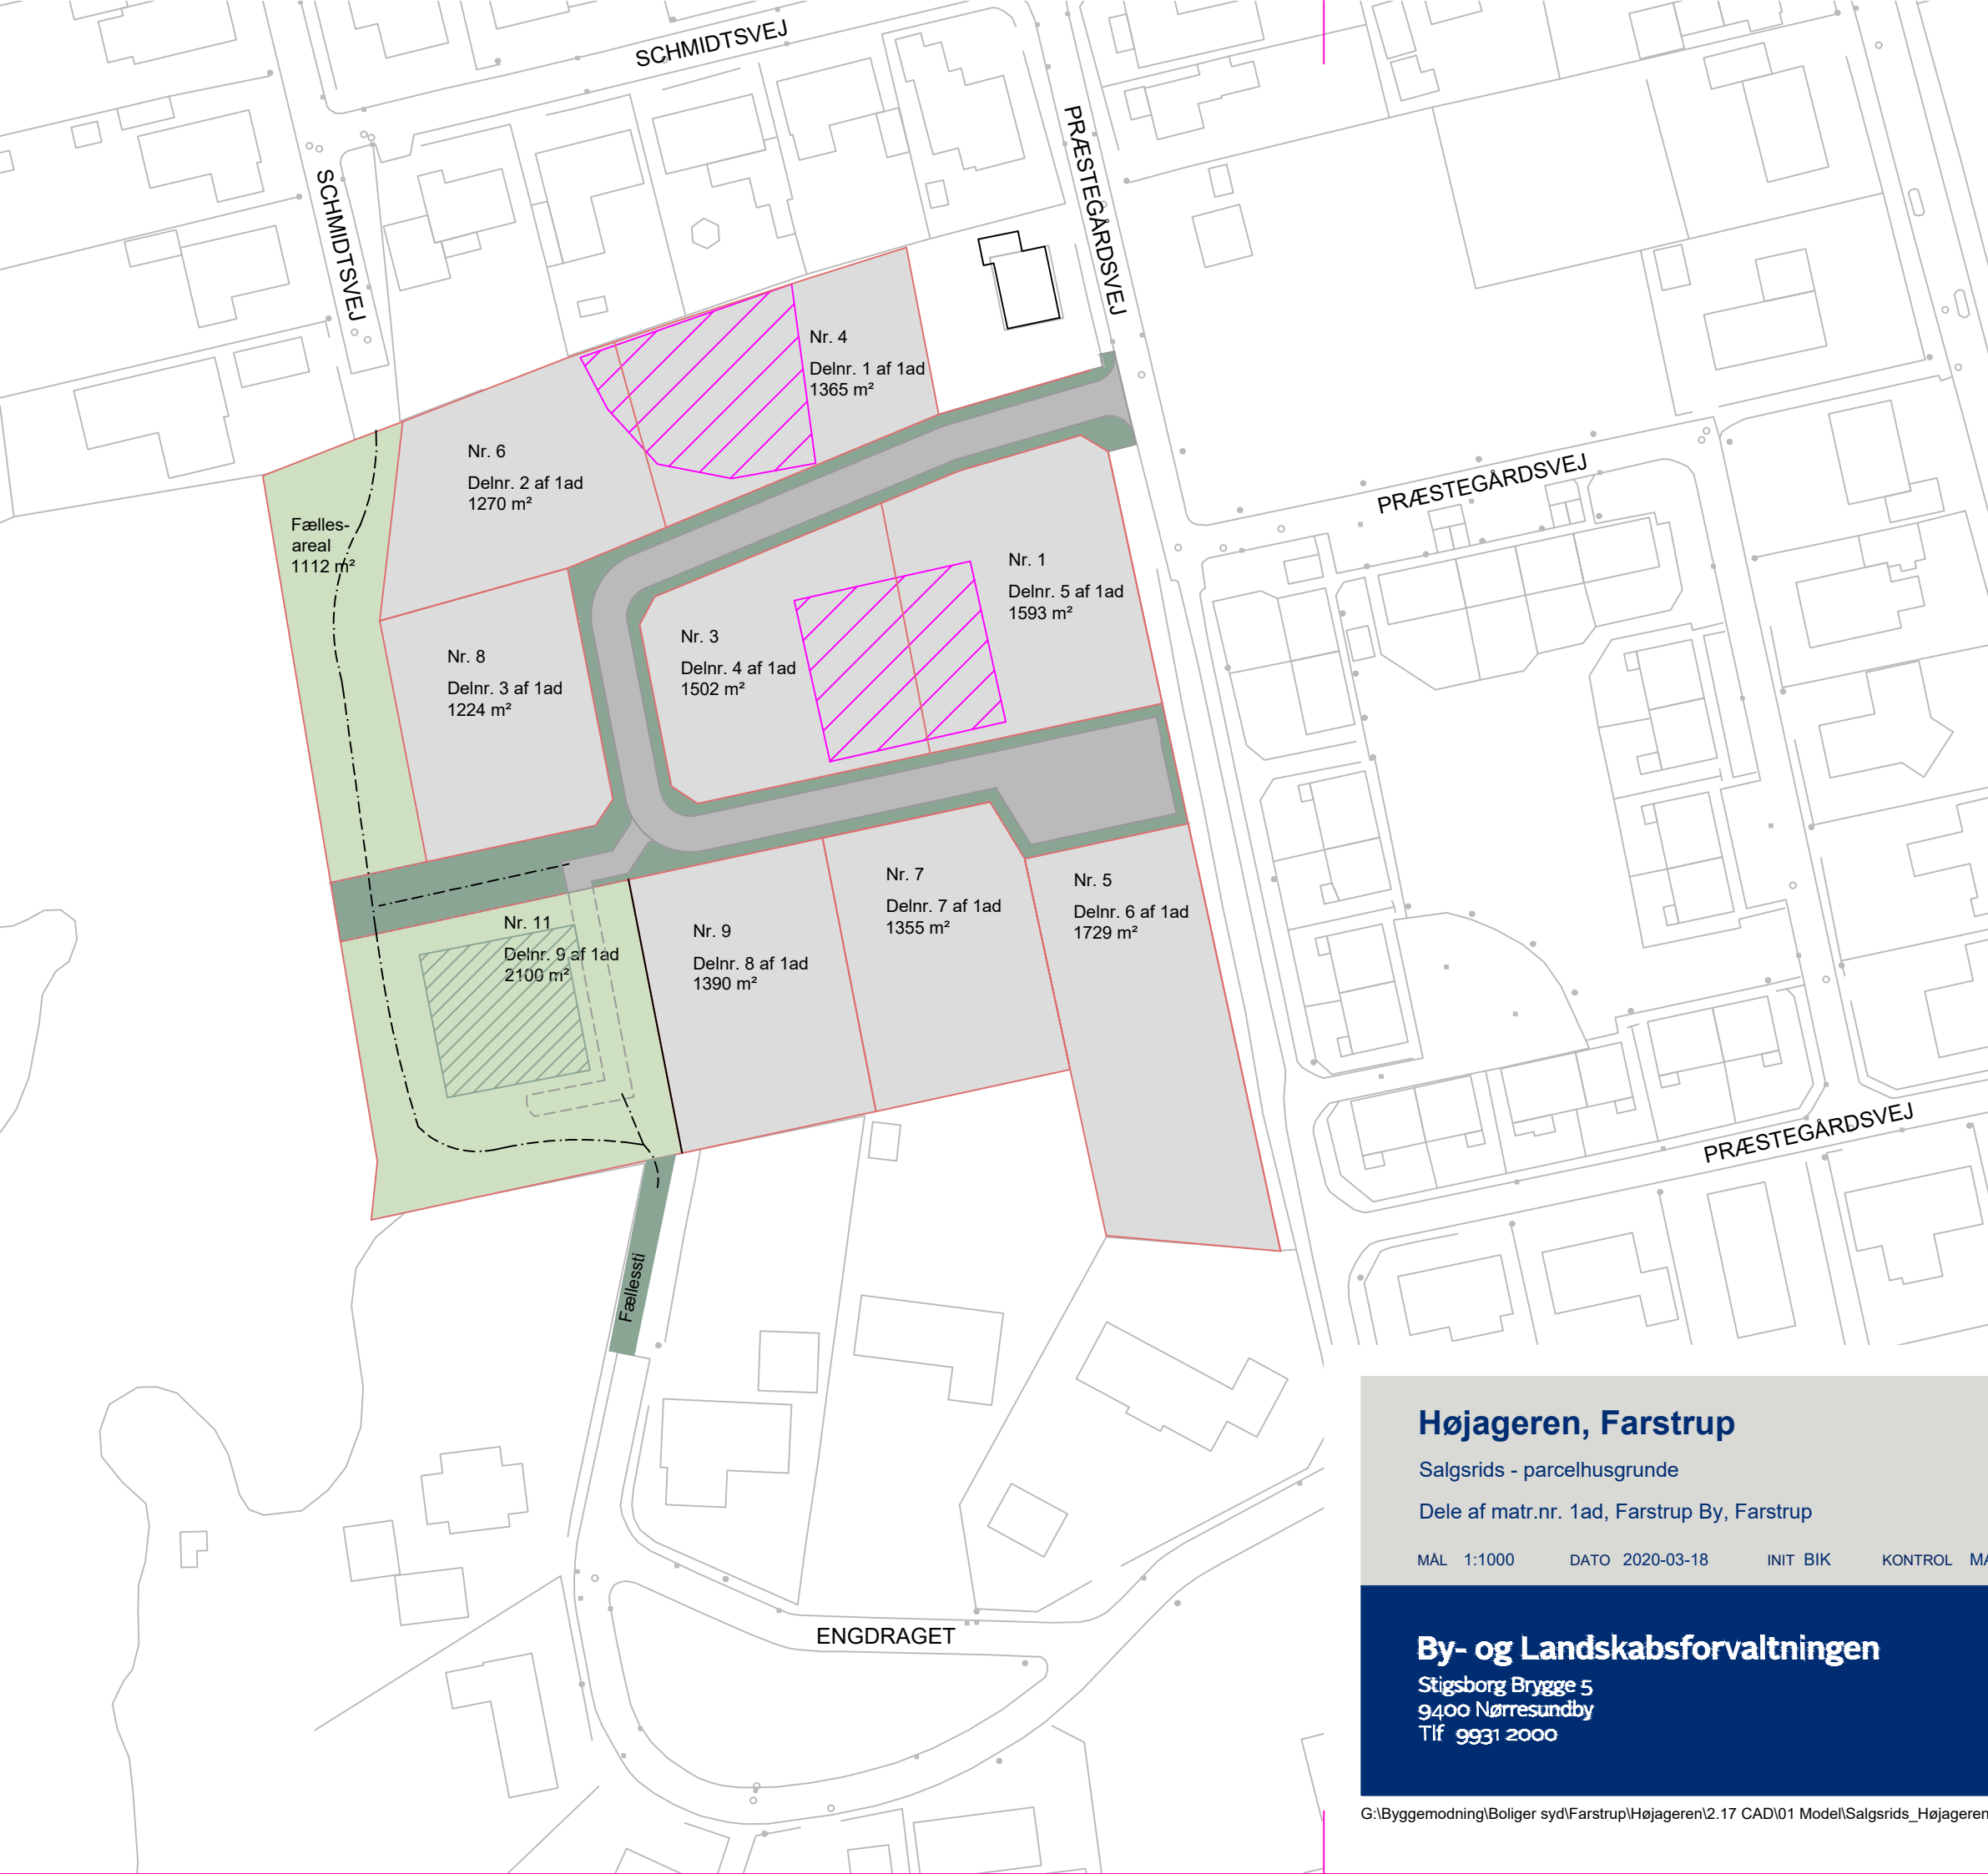 SCHMIDTSVEJ
SCHMIDTSVEJ
PRÆSTEGÅRDSVEJ
Nr. 4
Delnr. 1 af 1ad
1365 m²
Nr. 6
Delnr. 2 af 1ad
1270 m²
PRÆSTEGÅRDSVEJ
Fælles-
areal
1112 m²
Nr. 1
Delnr. 5 af 1ad
1593 m²
Nr. 3
Delnr. 4 af 1ad
1502 m²
Nr. 8
Delnr. 3 af 1ad
1224 m²
Nr. 7
Delnr. 7 af 1ad
1355 m²
Nr. 5
Delnr. 6 af 1ad
1729 m²
Nr. 11
Delnr. 9 af 1ad
2100 m²
Nr. 9
Delnr. 8 af 1ad
1390 m²
PRÆSTEGÅRDSVEJ
Fællessti
ENGDRAGET
Højageren, Farstrup
Salgsrids - parcelhusgrunde
Dele af matr.nr. 1ad, Farstrup By, Farstrup
MÅL 1:1000 DATO 2020-03-18 INIT BIK KONTROL
By- og Landskabsforvaltningen
Stigsborg Brygge 5
9400 Nørresundby
Tlf 9931 2000
G:\Byggemodning\Boliger syd\Farstrup\Højageren\2.17 CAD\01 Model\Salgsrids_Højageren